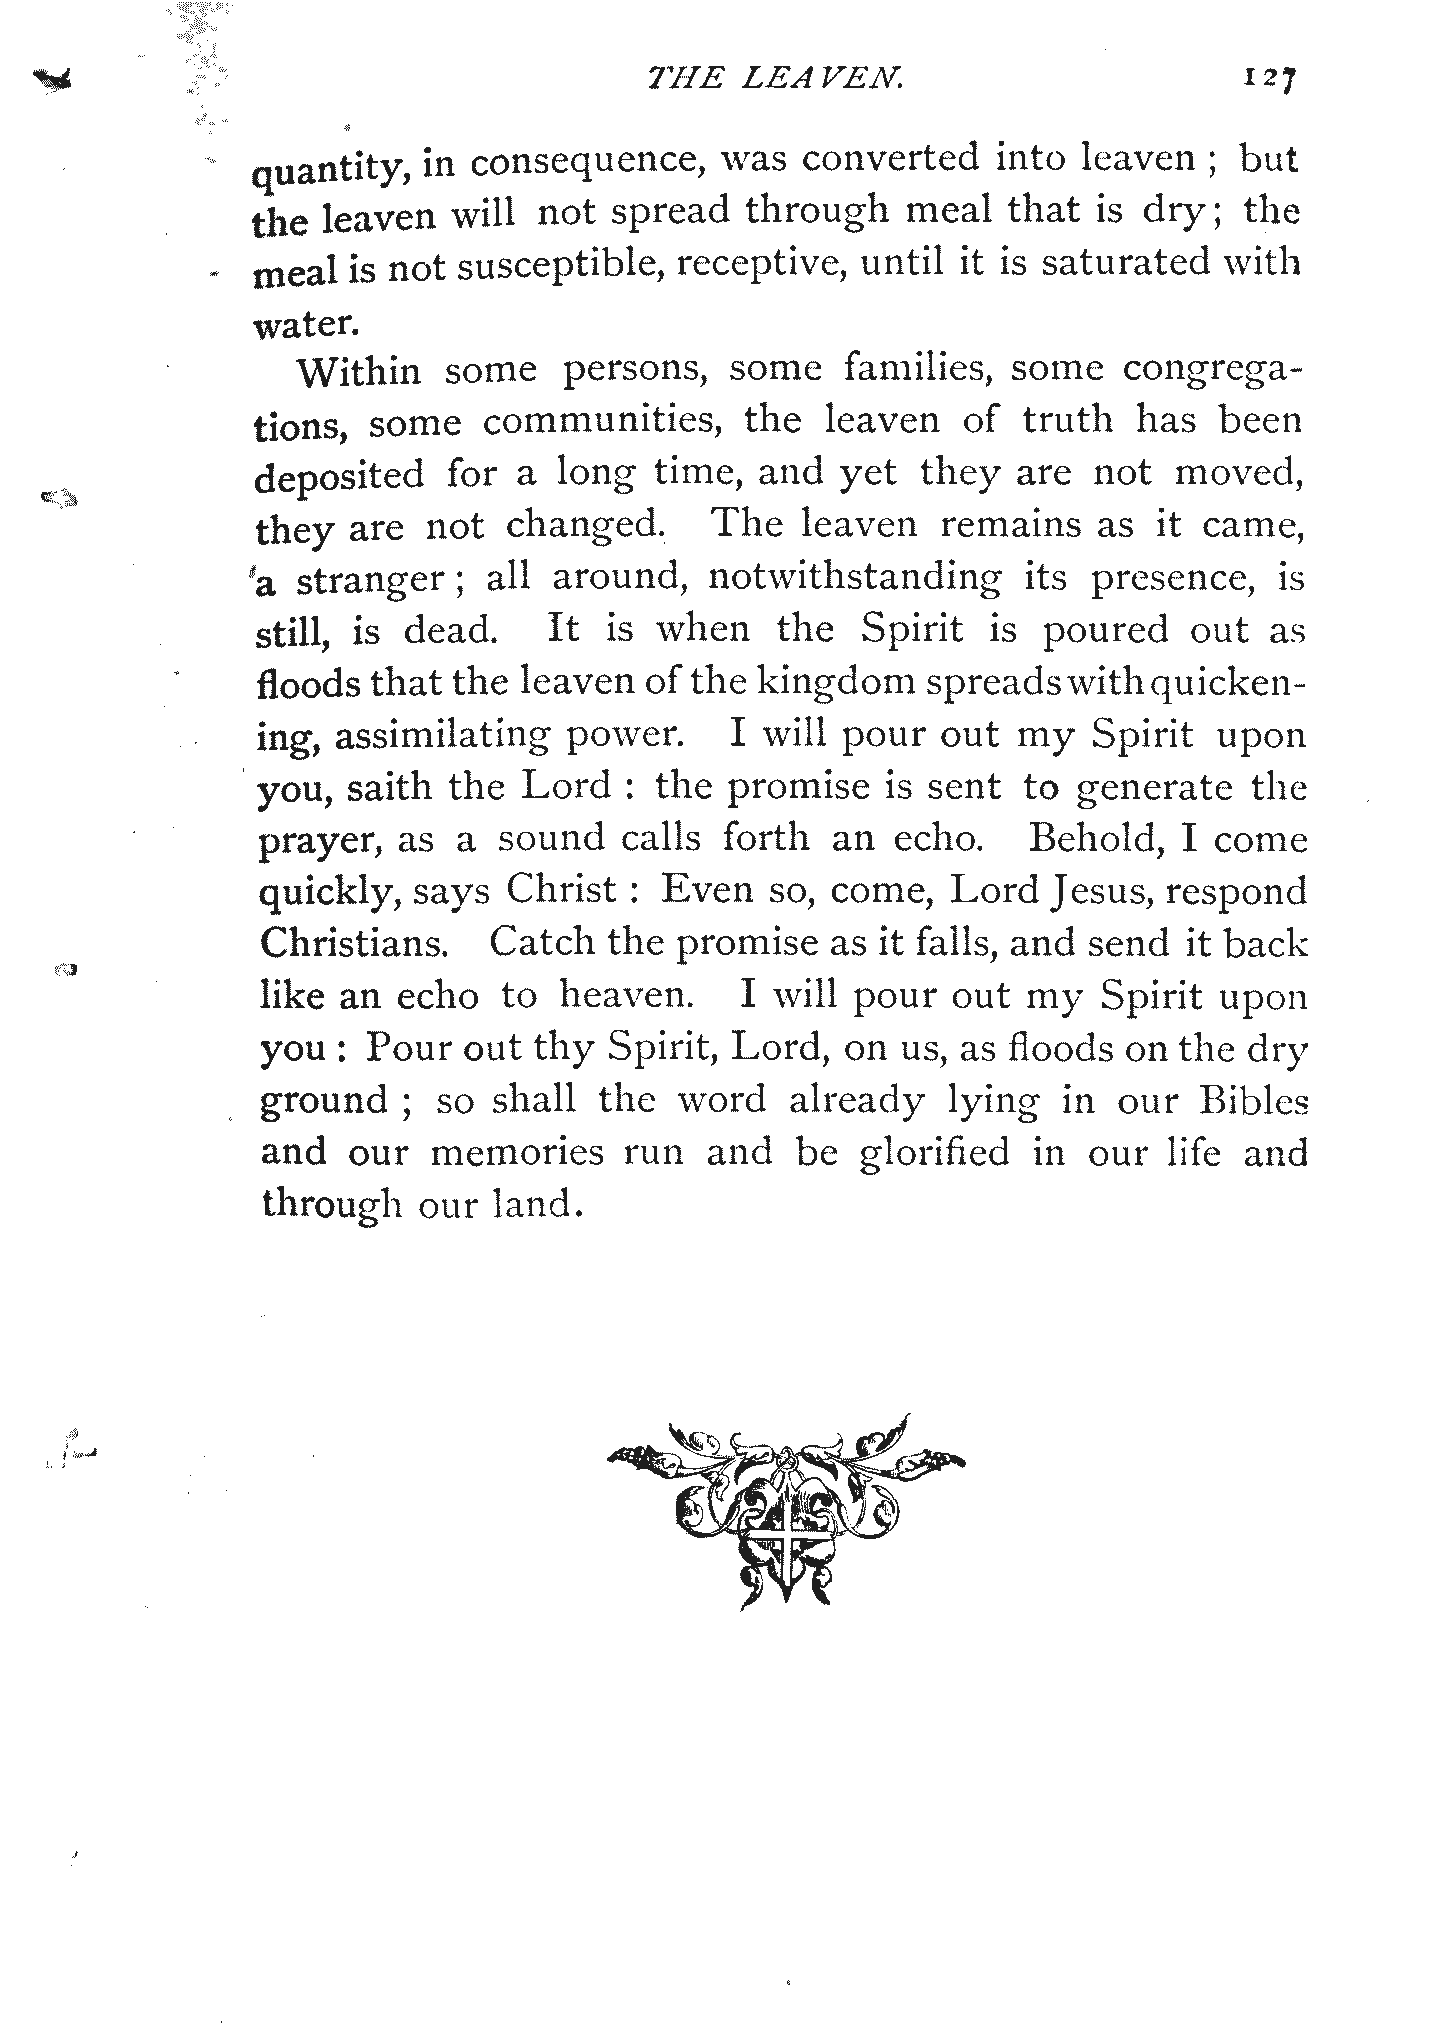 THE LEAVEN. 127
quantity, in consequence, was converted into leaven ; but
the leaven will not spread through meal that is dry ; the
meal is not susceptible, receptive, until it is saturated with
water.
Within some persons, some families, some congrega-
tions, some communities, the leaven of truth has been
deposited for a long time, and yet they are not moved,
they are not changed. The leaven remains as it came,
a stranger ; all around, notwithstanding its presence, is
still, is dead. It is when the Spirit is poured out as
floods that the leaven of the kingdom spreads with quicken-
ing, assimilating power. I will pour out my Spirit upon
you, saith the Lord : the promise is sent to generate the
prayer, as a sound calls forth an echo. Behold, I come
quickly, says Christ : Even so, come, Lord Jesus, respond
Christians. Catch the promise as it falls, and send it back
like an echo to heaven. I will pour out my Spirit upon
you : Pour out thy Spirit, Lord, on us, as floods on the dry
ground ; so shall the word already lying in our Bibles
and our memories run and be glorified in our life and
through our land.